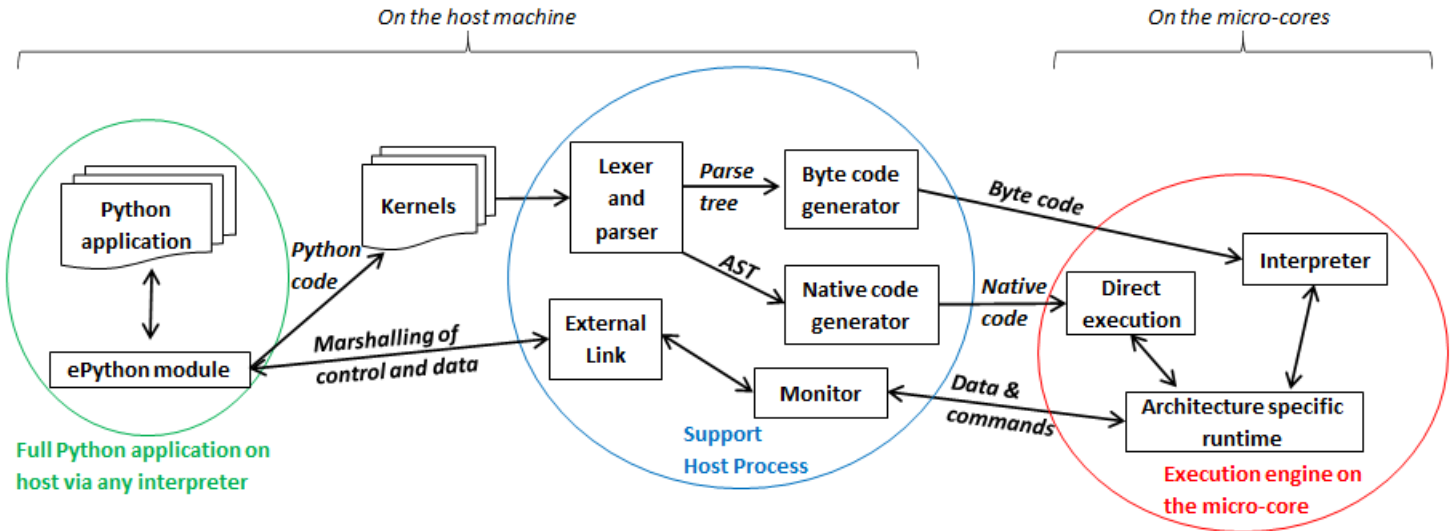 On the host machine
On the micro-cores
Python
application
ePython module
Full Python application on
host via any interpreter
Python
code
Kernels
Marshalling of
control and data
Lexer
and
parser
Parse
tree
AST
Byte code
generator
Native code
generator
External
Link
Monitor
Support
Host Process
Byte code
Native
code
Data &
commands
Interpreter
Direct
execution
Architecture specific
runtime
Execution engine on
the micro-core